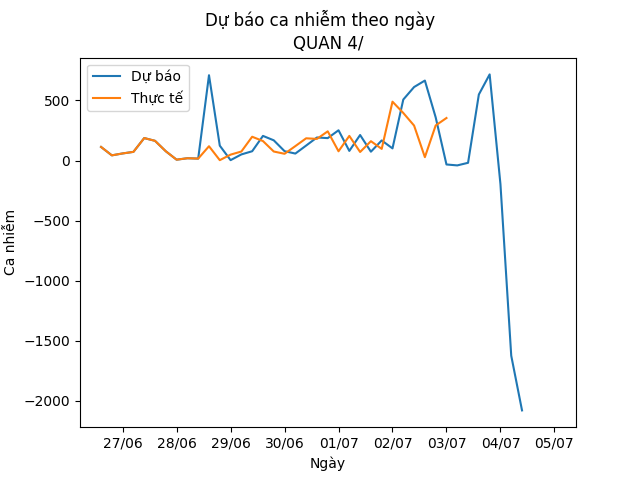 Dự báo ca nhiễm theo ngày
QUAN 4/
Dự báo
Thực tế
500
0
−500
−1000
−1500
−2000
Ca nhiễm
27/06 28/06 29/06 30/06 01/07 02/07 03/07 04/07 05/07
Ngày